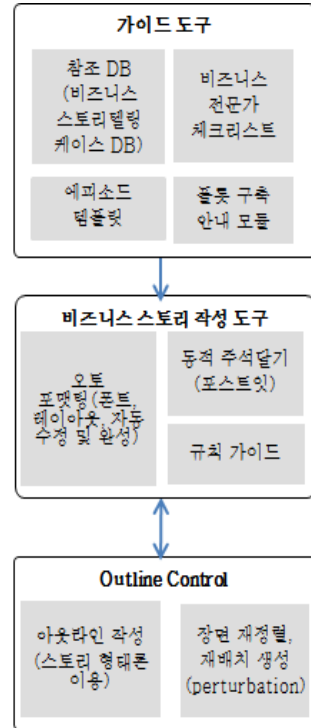 가이드 도구
참조 DB
(비즈니스
스토리텔링
케이스 DB)
비즈니스
전문가
체크리스트
에피소드
템플릿
플롯 구축
안내 모듈
비즈니스 스토리 작성 도구
오토
포맷팅(폰트,
레이아웃, 자동
수정 및 완성)
동적 주석달기
(포스트잇)
규칙 가이드
Outline Control
아웃라인 작성
(스토리 형태론
이용)
장면 재정렬,
재배치 생성
(perturbation)